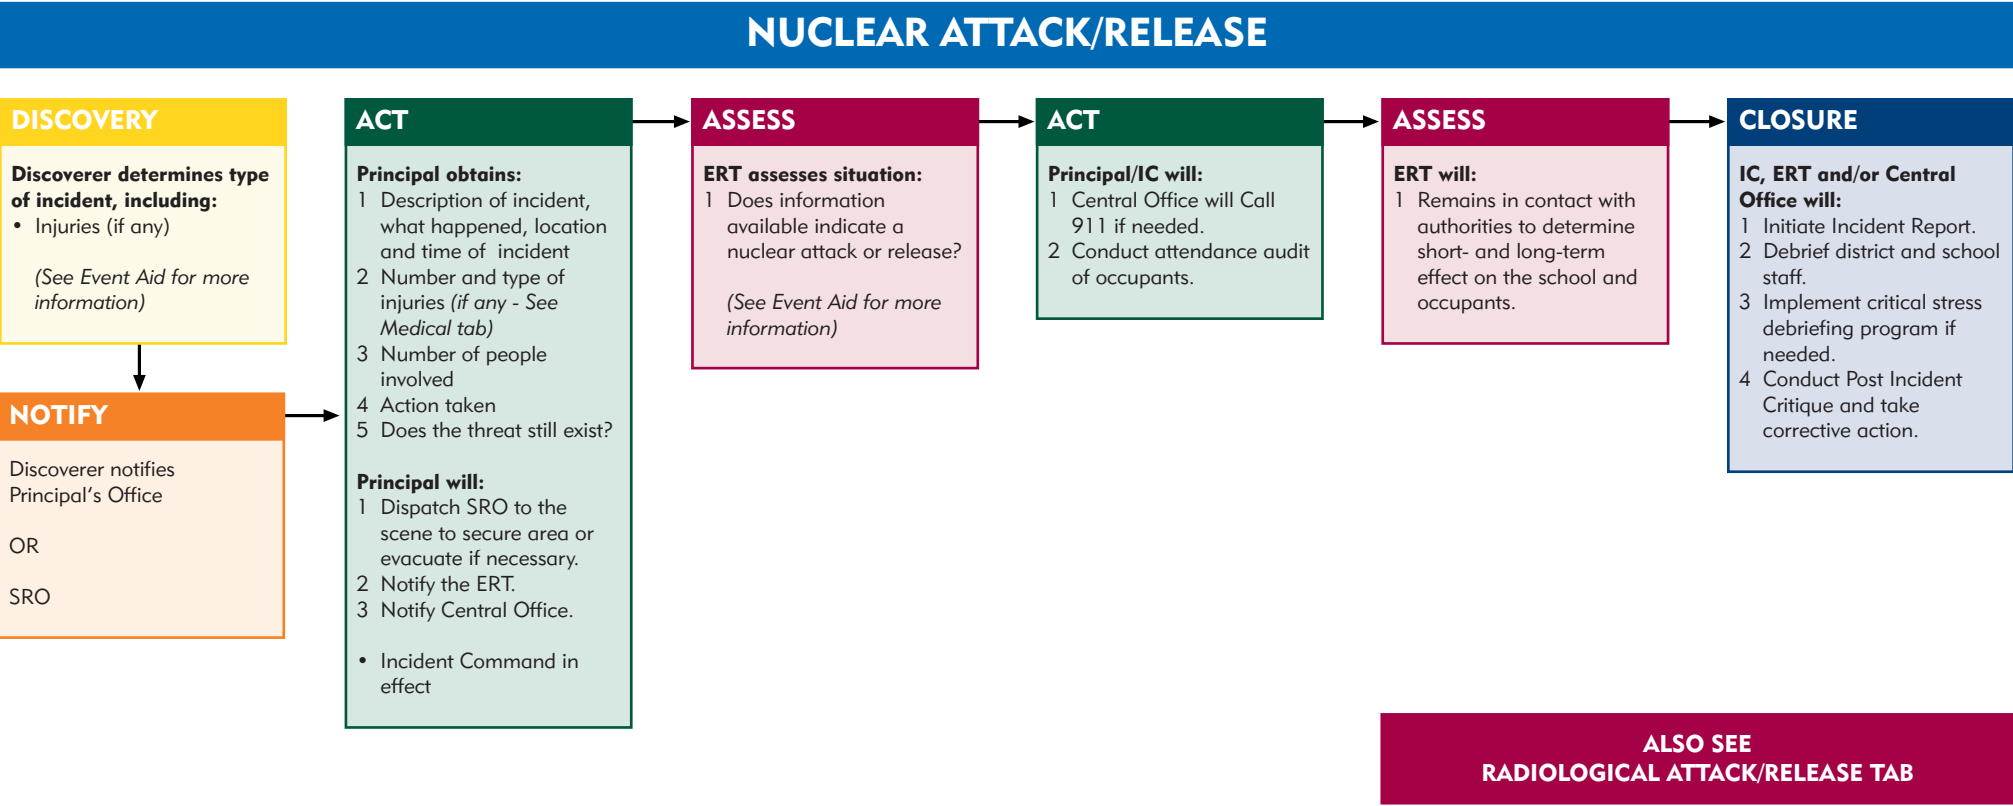 NUCLEAR ATTACK/RELEASE
DISCOVERY
Discoverer determines type
of incident, including:
• Injuries (if any)
(See Event Aid for more
information)
NOTIFY
Discoverer notifies
Principal's Office
OR
SRO
ACT
Principal obtains:
1 Description of incident,
what happened, location
and time of incident
2 Number and type of
injuries (if any - See
Medical tab)
3 Number of people
involved
4 Action taken
5 Does the threat still exist?
Principal will:
1 Dispatch SRO to the
scene to secure area or
evacuate if necessary.
2 Notify the ERT.
3 Notify Central Office.
• Incident Command in
effect
ASSESS
ERT assesses situation:
1 Does information
available indicate a
nuclear attack or release?
(See Event Aid for more
information)
ACT
Principal/IC will:
1 Central Office will Call
911 if needed.
2 Conduct attendance audit
of occupants.
ASSESS
ERT will:
1 Remains in contact with
authorities to determine
short- and long-term
effect on the school and
occupants.
CLOSURE
IC, ERT and/or Central
Office will:
1 Initiate Incident Report.
2 Debrief district and school
staff.
3 Implement critical stress
debriefing program if
needed.
4 Conduct Post Incident
Critique and take
corrective action.
ALSO SEE
RADIOLOGICAL ATTACK/RELEASE TAB